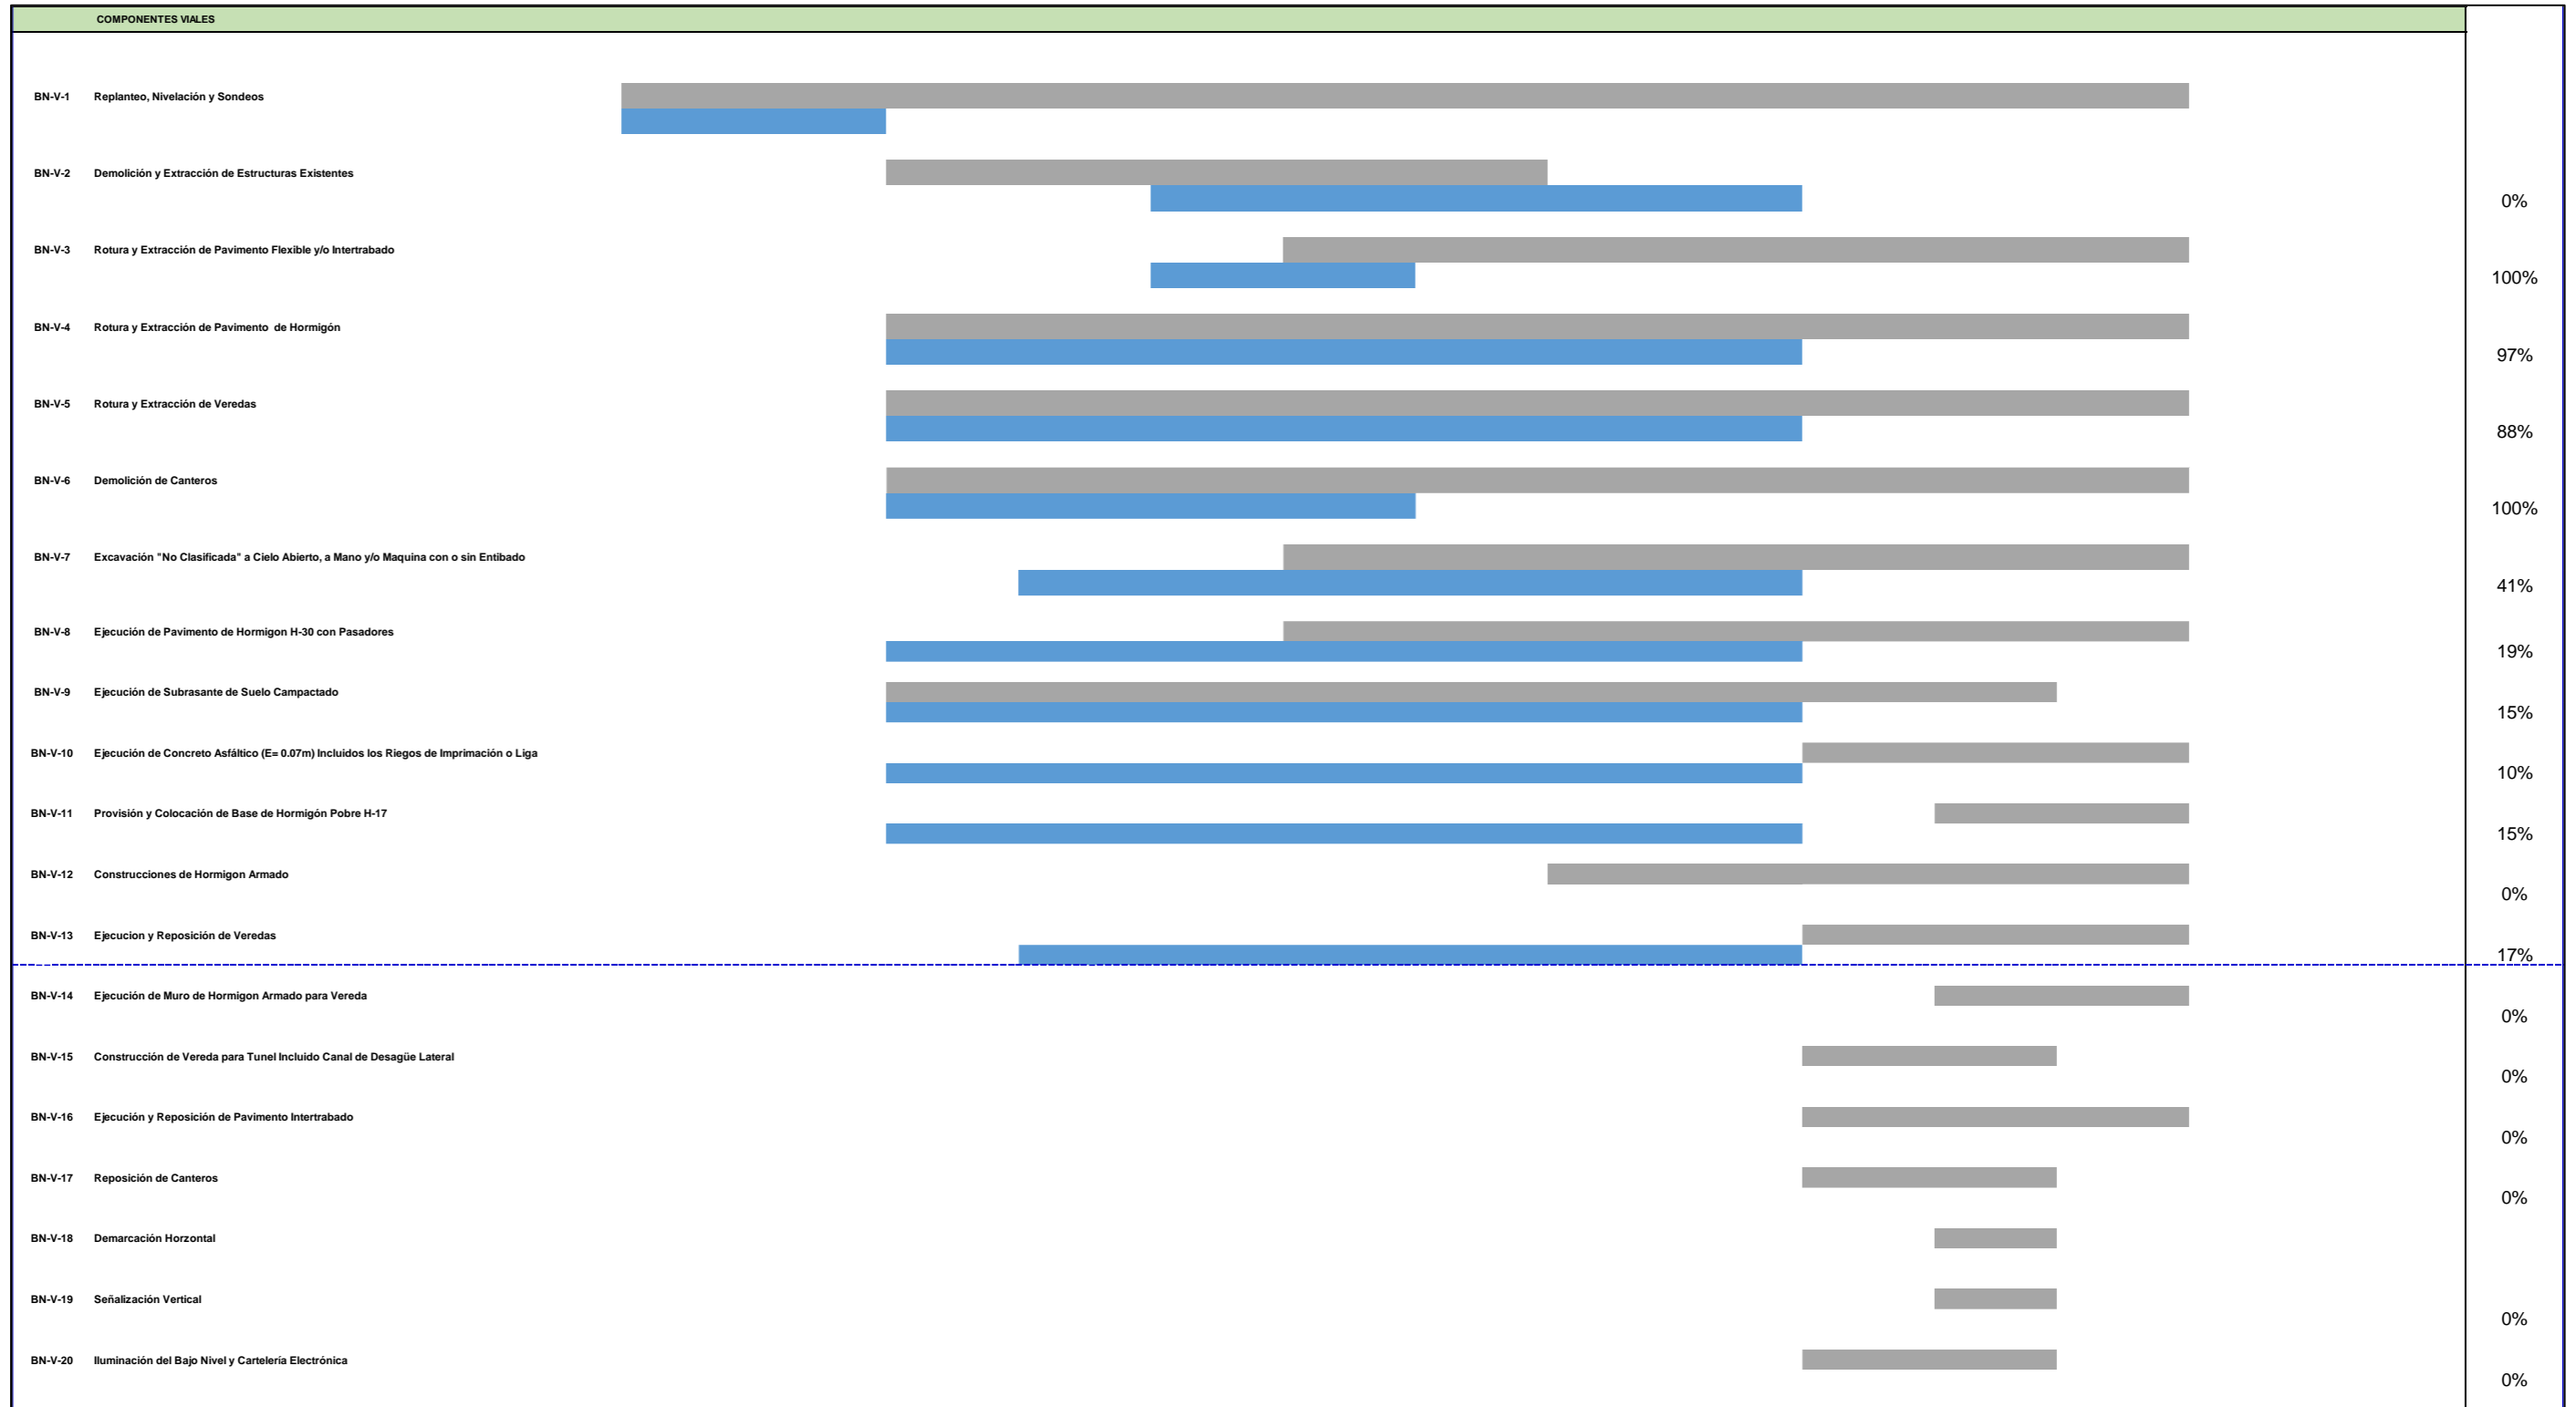 COMPONENTES VIALES
BN-V-1 Replanteo, Nivelación y Sondeos
BN-V-2 Demolición y Extracción de Estructuras Existentes
0%
BN-V-3 Rotura y Extracción de Pavimento Flexible y/o Intertrabado
100%
BN-V-4 Rotura y Extracción de Pavimento de Hormigón
97%
BN-V-5 Rotura y Extracción de Veredas
88%
BN-V-6 Demolición de Canteros
100%
BN-V-7 Excavación "No Clasificada" a Cielo Abierto, a Mano y/o Maquina con o sin Entibado
41%
BN-V-8 Ejecución de Pavimento de Hormigon H-30 con Pasadores
19%
BN-V-9 Ejecución de Subrasante de Suelo Campactado
15%
BN-V-10 Ejecución de Concreto Asfáltico (E= 0.07m) Incluidos los Riegos de Imprimación o Liga
10%
BN-V-11 Provisión y Colocación de Base de Hormigón Pobre H-17
15%
BN-V-12 Construcciones de Hormigon Armado
0%
BN-V-13 Ejecucion y Reposición de Veredas
17%
BN-V-14 Ejecución de Muro de Hormigon Armado para Vereda
0%
BN-V-15 Construcción de Vereda para Tunel Incluido Canal de Desagüe Lateral
0%
BN-V-16 Ejecución y Reposición de Pavimento Intertrabado
0%
BN-V-17 Reposición de Canteros
0%
BN-V-18 Demarcación Horzontal
BN-V-19 Señalización Vertical
0%
BN-V-20 Iluminación del Bajo Nivel y Cartelería Electrónica
0%